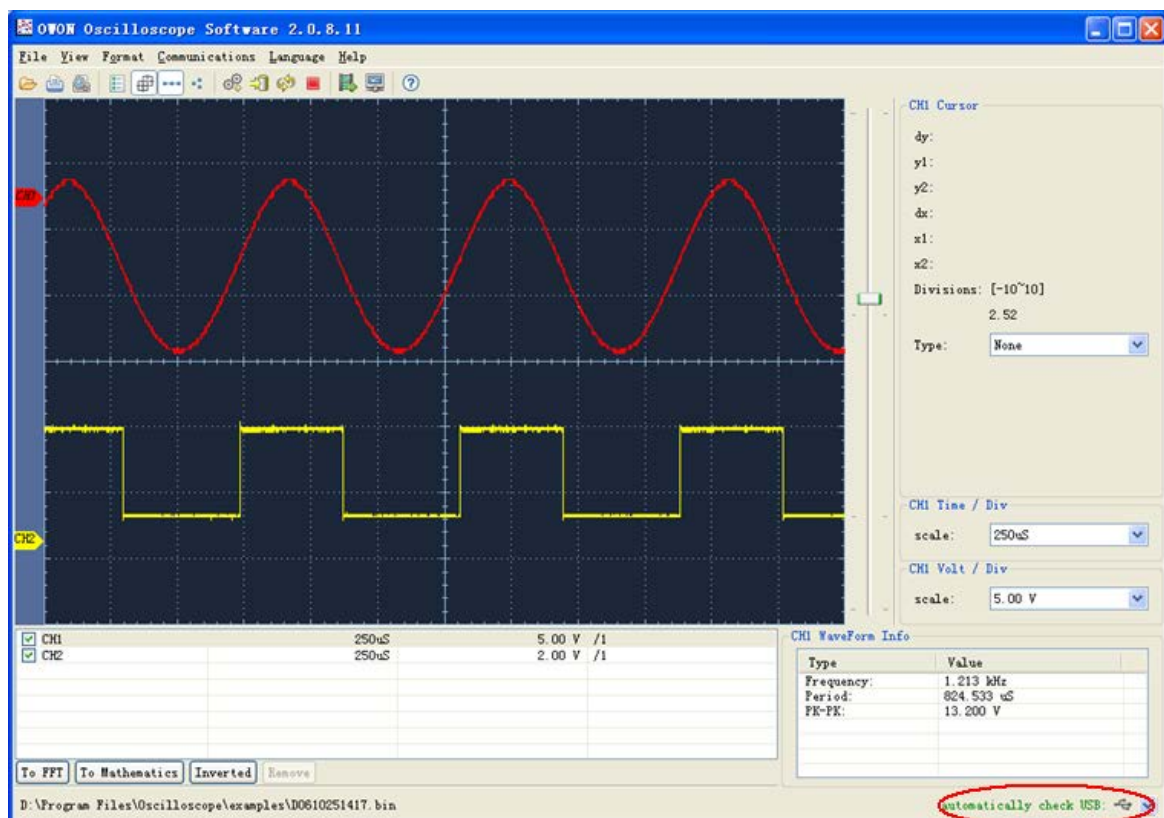 OWON Oscilloscope Software 2.0.8.11
File View Format Communications Language Help
CH1 Cursor
dy:
y1:
y2:
dx:
x1:
x2:
Divisions: [-10~10]
2.52
Type: None
CH1
CH2
CH1 Time / Div
scale: 250uS
CH1 Volt / Div
scale: 5.00 V
CH1 250uS 5.00 V /1
CH2 250uS 2.00 V /1
CH1 WaveForm Info
Type Value
Frequency: 1.213 kHz
Period: 824.533 uS
PK-PK: 13.200 V
To FFT To Mathematics Inverted Remove
D:\Program Files\Oscilloscope\examples\D0610251417.bin
automatically check USB: